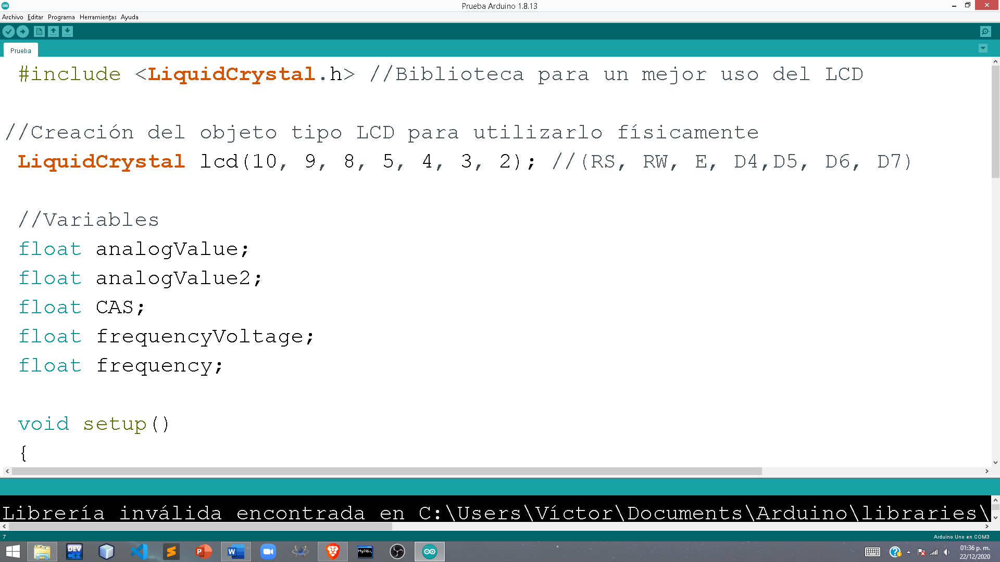 Prueba Arduino 1.8.13
Archivo Editar Programa Herramientas Ayuda
Prueba
#include <LiquidCrystal.h> //Biblioteca para un mejor uso del LCD
//Creación del objeto tipo LCD para utilizarlo físicamente
LiquidCrystal lcd(10, 9, 8, 5, 4, 3, 2); //(RS, RW, E, D4,D5, D6, D7)
//Variables
float analogValue;
float analogValue2;
float CAS;
float frequencyVoltage;
float frequency;
void setup()
{
Librería inválida encontrada en C:\Users\Víctor\Documents\Arduino\libraries\
7
Arduino Uno en COM3
DEV
C++
P
W
MySQL
01:36 p. m.
22/12/2020